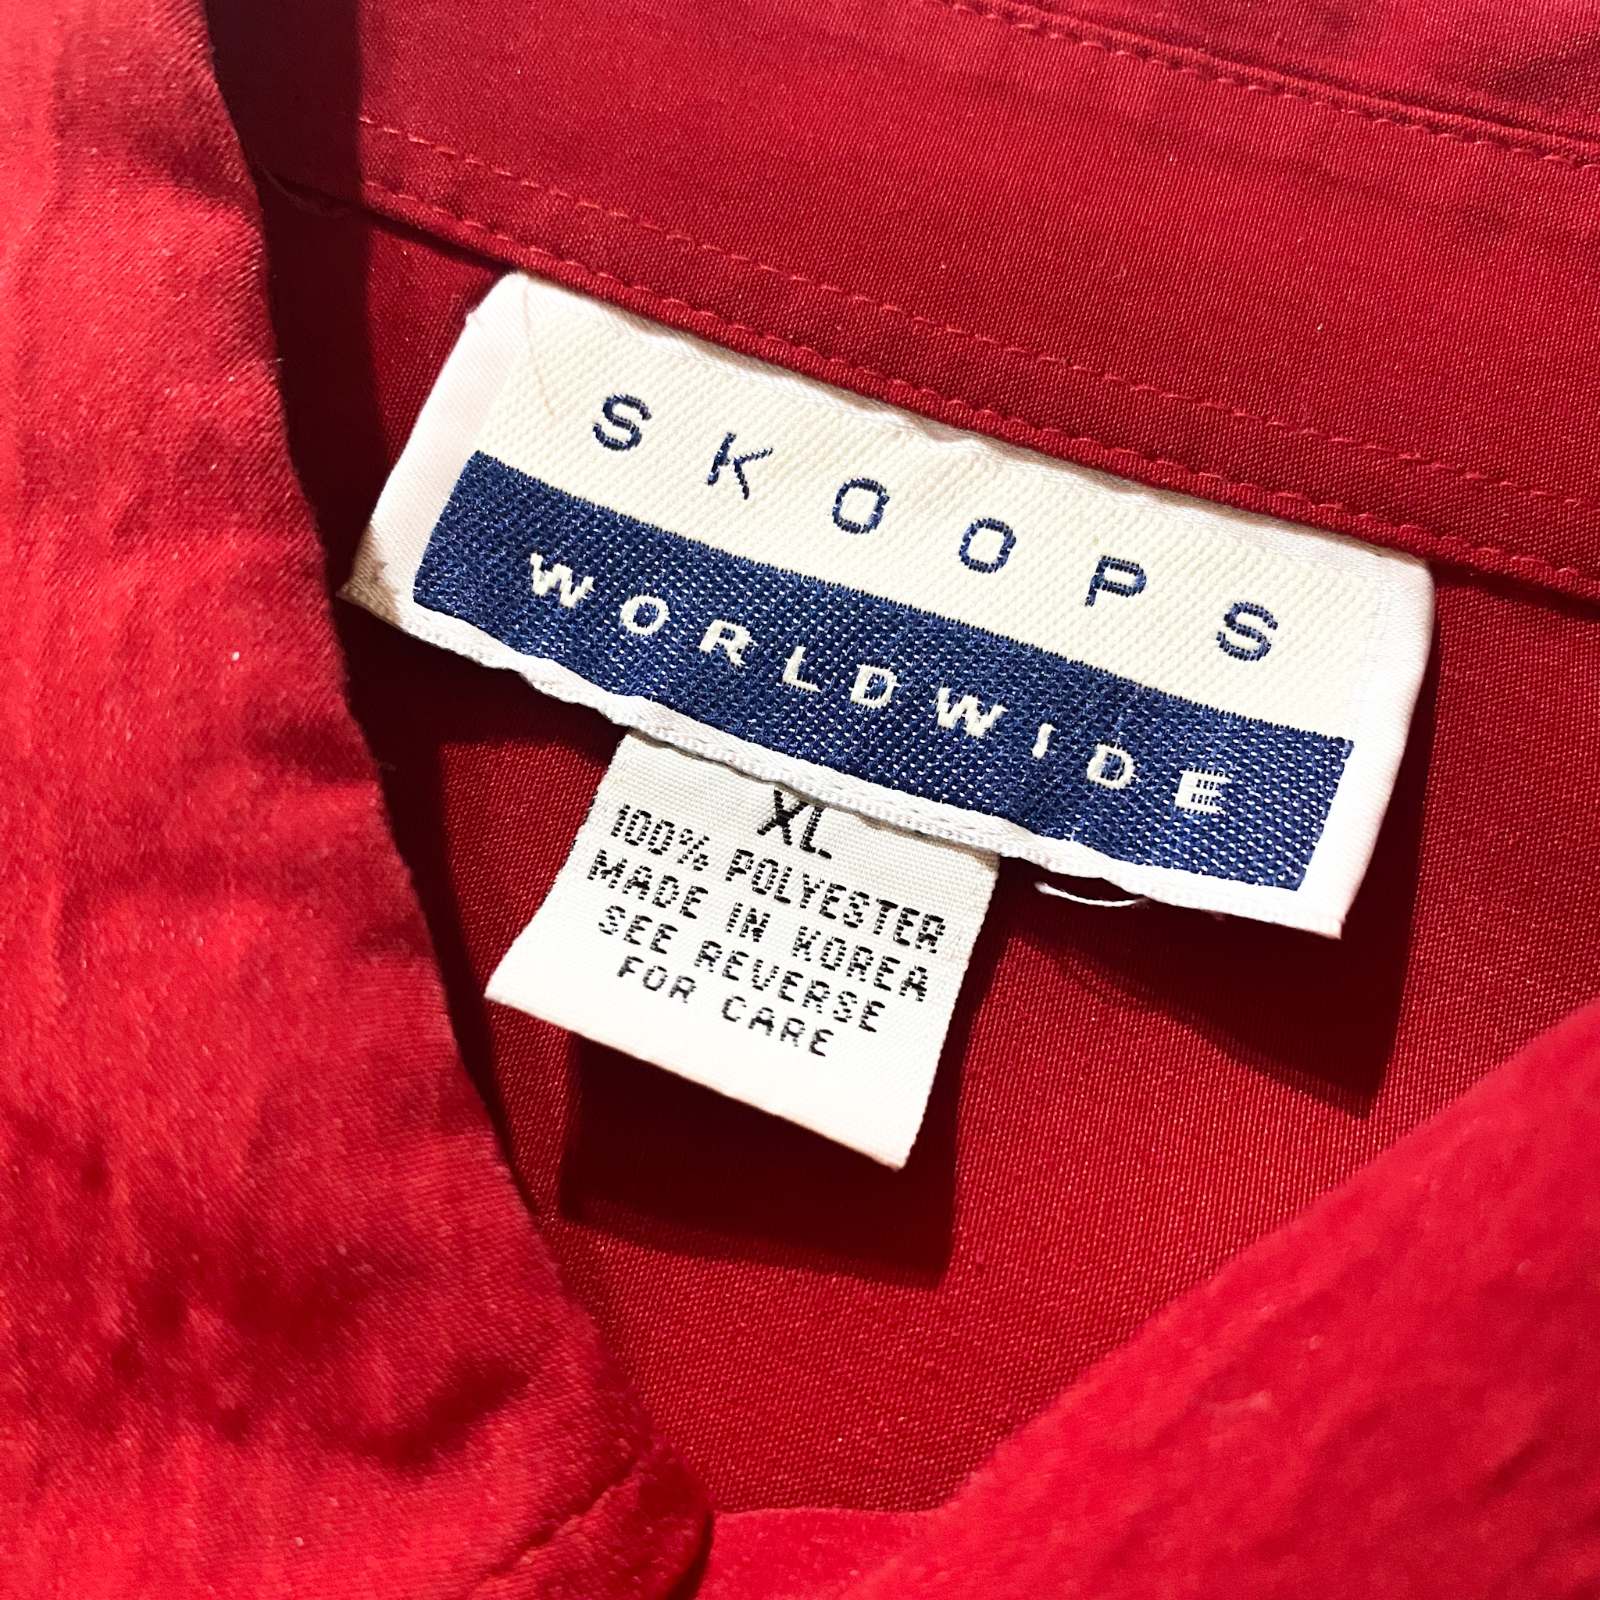 SKOOPS
WORLDWIDE
XL
100% POLYESTER
MADE IN KOREA
SEE REVERSE
FOR CARE